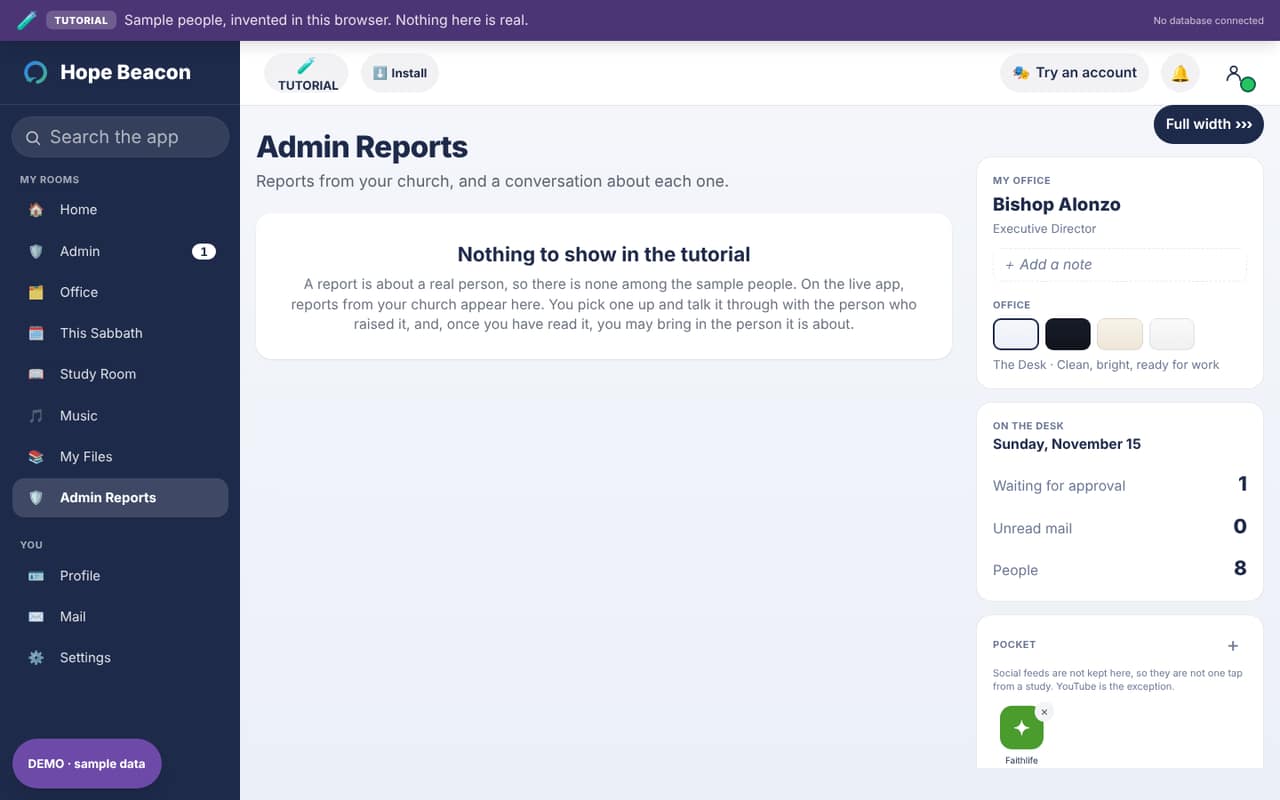 TUTORIAL Sample people, invented in this browser. Nothing here is real.
No database connected
Hope Beacon
Search the app
MY ROOMS
Home
Admin 1
Office
This Sabbath
Study Room
Music
My Files
Admin Reports
YOU
Profile
Mail
Settings
DEMO · sample data
TUTORIAL
Install
Try an account
Full width ›››
Admin Reports
Reports from your church, and a conversation about each one.
Nothing to show in the tutorial
A report is about a real person, so there is none among the sample people. On the live app,
reports from your church appear here. You pick one up and talk it through with the person who
raised it, and, once you have read it, you may bring in the person it is about.
MY OFFICE
Bishop Alonzo
Executive Director
+ Add a note
OFFICE
The Desk · Clean, bright, ready for work
ON THE DESK
Sunday, November 15
Waiting for approval 1
Unread mail 0
People 8
POCKET +
Social feeds are not kept here, so they are not one tap
from a study. YouTube is the exception.
×
Faithlife